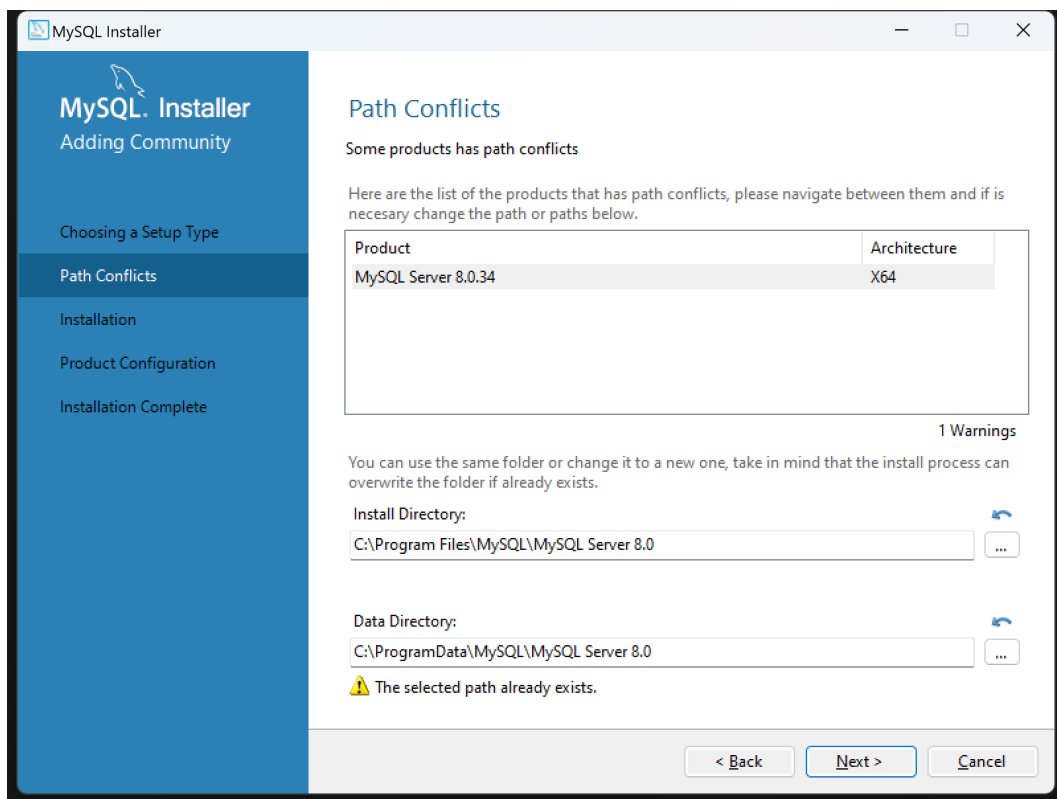 MySQL Installer
MySQL. Installer
Adding Community
Choosing a Setup Type
Path Conflicts
Installation
Product Configuration
Installation Complete
Path Conflicts
Some products has path conflicts
Here are the list of the products that has path conflicts, please navigate between them and if is
necesary change the path or paths below.
Product Architecture
MySQL Server 8.0.34 X64
1 Warnings
You can use the same folder or change it to a new one, take in mind that the install process can
overwrite the folder if already exists.
Install Directory:
C:\Program Files\MySQL\MySQL Server 8.0
...
Data Directory:
C:\ProgramData\MySQL\MySQL Server 8.0
...
The selected path already exists.
< Back Next > Cancel